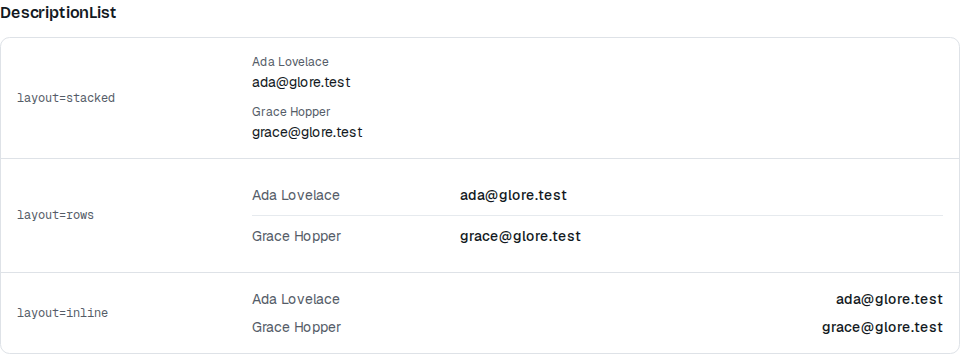 DescriptionList
layout=stacked
Ada Lovelace
ada@glore.test
Grace Hopper
grace@glore.test
layout=rows
Ada Lovelace ada@glore.test
Grace Hopper grace@glore.test
layout=inline
Ada Lovelace ada@glore.test
Grace Hopper grace@glore.test